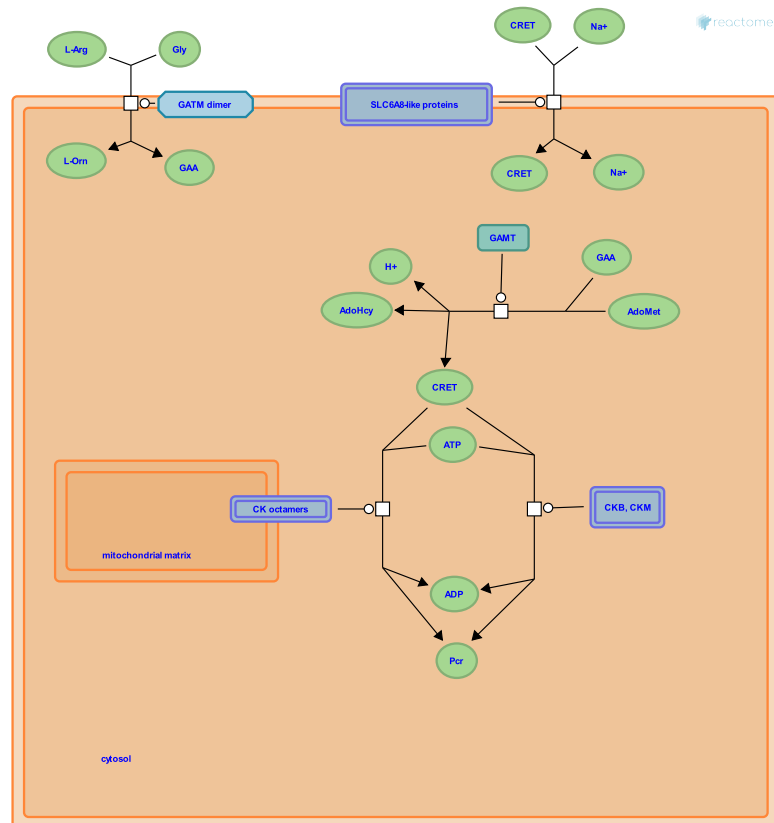 reactome
CRET
Na+
L-Arg
Gly
GATM dimer
SLC6A8-like proteins
L-Orn
GAA
CRET
Na+
GAMT
GAA
H+
AdoHcy
AdoMet
CRET
ATP
CK octamers
CKB, CKM
mitochondrial matrix
ADP
Pcr
cytosol